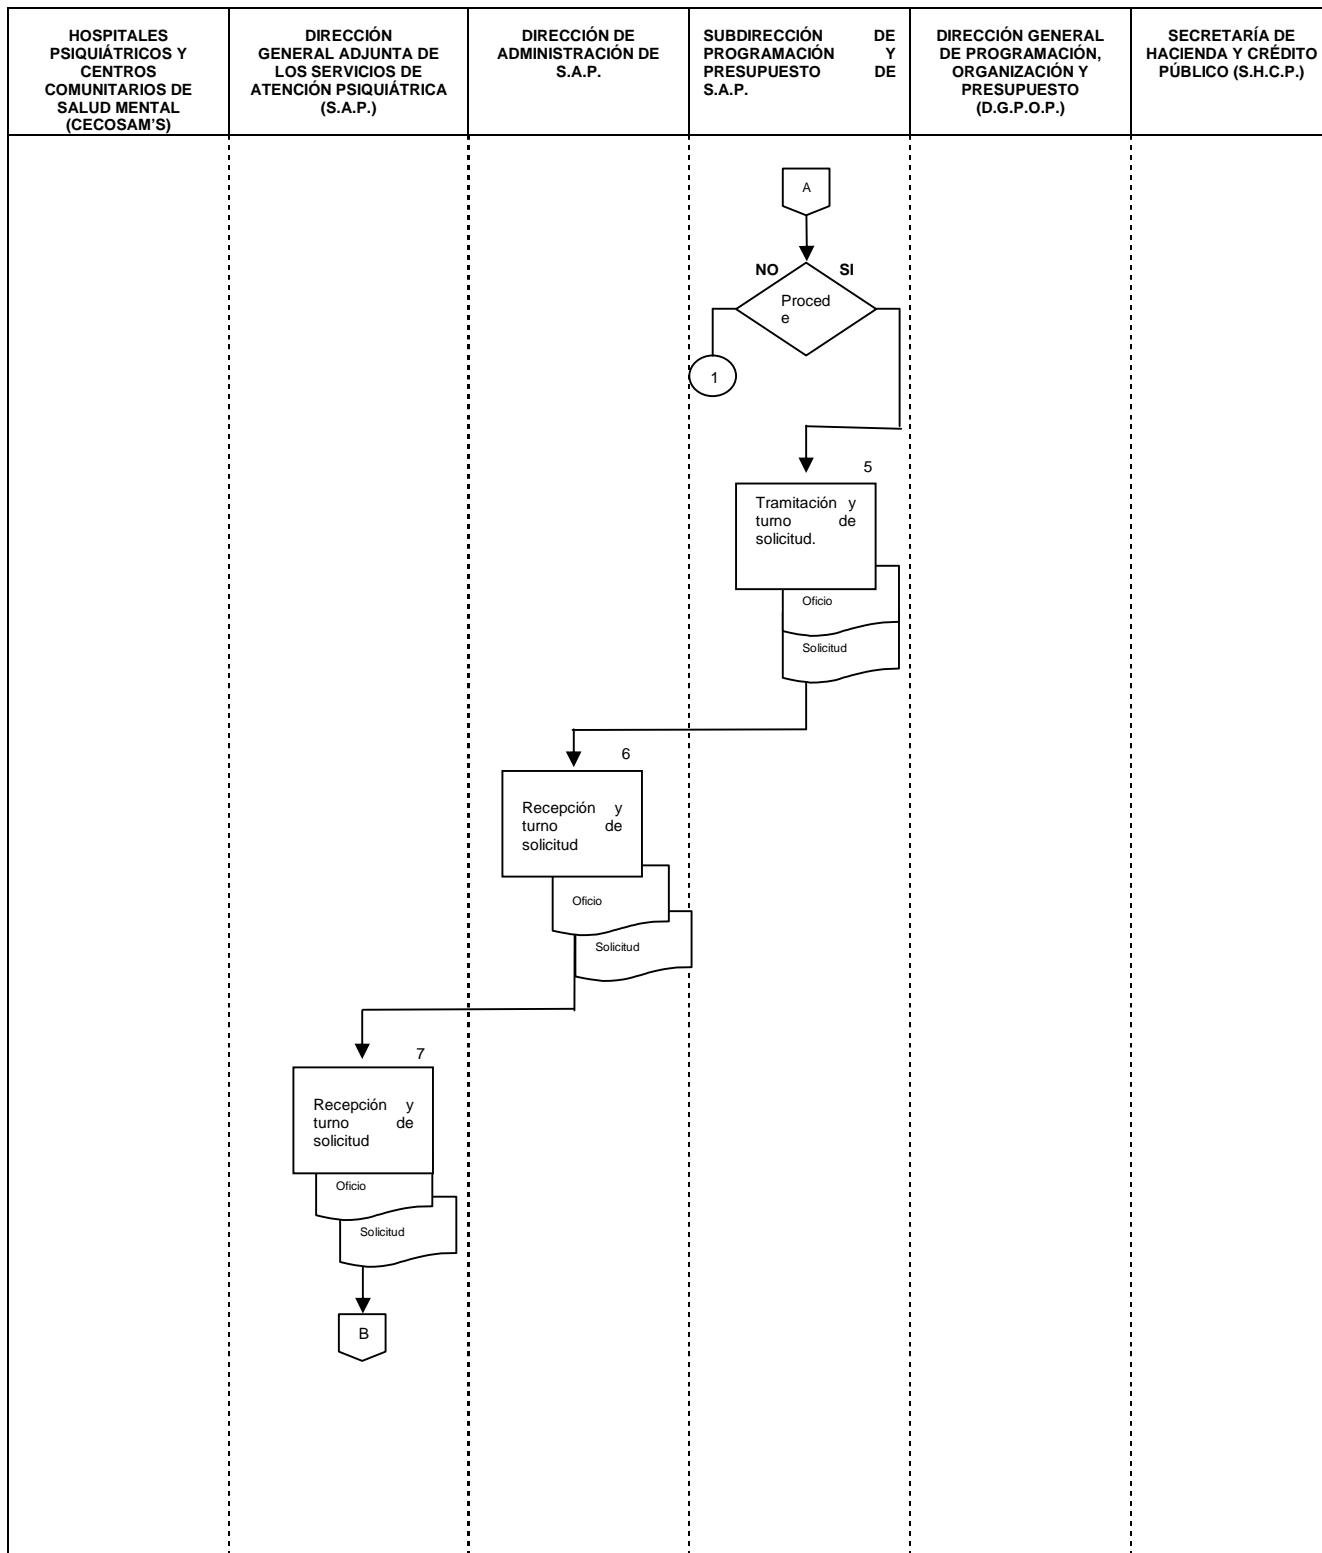 HOSPITALES
PSIQUIÁTRICOS Y
CENTROS
COMUNITARIOS DE
SALUD MENTAL
(CECOSAM'S)
DIRECCIÓN
GENERAL ADJUNTA DE
LOS SERVICIOS DE
ATENCIÓN PSIQUIÁTRICA
(S.A.P.)
DIRECCIÓN DE
ADMINISTRACIÓN DE
S.A.P.
SUBDIRECCIÓN DE
PROGRAMACIÓN Y
PRESUPUESTO DE
S.A.P.
DIRECCIÓN GENERAL
DE PROGRAMACIÓN,
ORGANIZACIÓN Y
PRESUPUESTO
(D.G.P.O.P.)
SECRETARÍA DE
HACIENDA Y CRÉDITO
PÚBLICO (S.H.C.P.)
A
NO SI
Proced
e
1
5
Tramitación y
turno de
solicitud.
Oficio
Solicitud
6
Recepción y
turno de
solicitud
Oficio
Solicitud
7
Recepción y
turno de
solicitud
Oficio
Solicitud
B